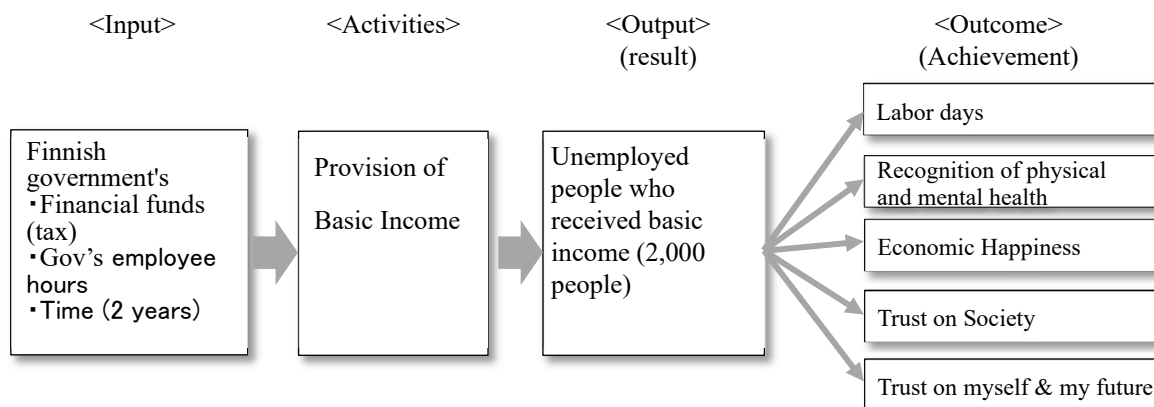 <Input>
<Activities>
<Output>
(result)
<Outcome>
(Achievement)
Finnish
government's
・Financial funds
(tax)
・Gov's employee
hours
・Time (2 years)
Provision of
Basic Income
Unemployed
people who
received basic
income (2,000
people)
Labor days
Recognition of physical
and mental health
Economic Happiness
Trust on Society
Trust on myself & my future